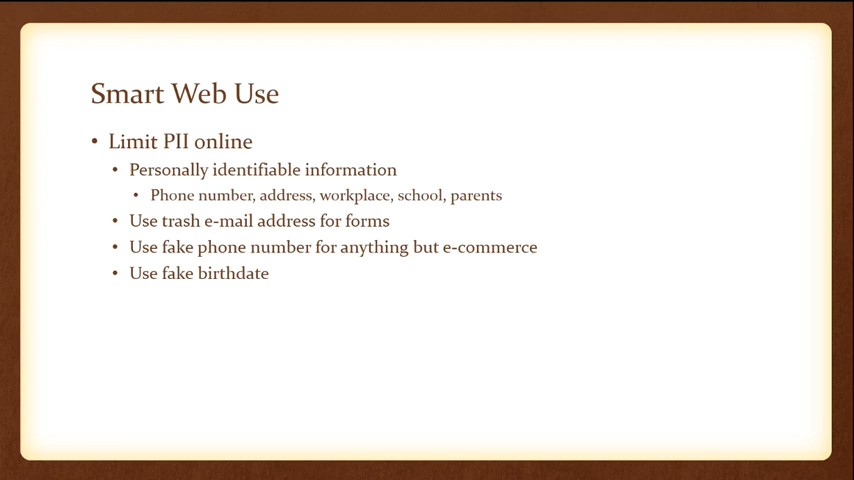 Smart Web Use
• Limit PII online
• Personally identifiable information
• Phone number, address, workplace, school, parents
• Use trash e-mail address for forms
• Use fake phone number for anything but e-commerce
• Use fake birthdate